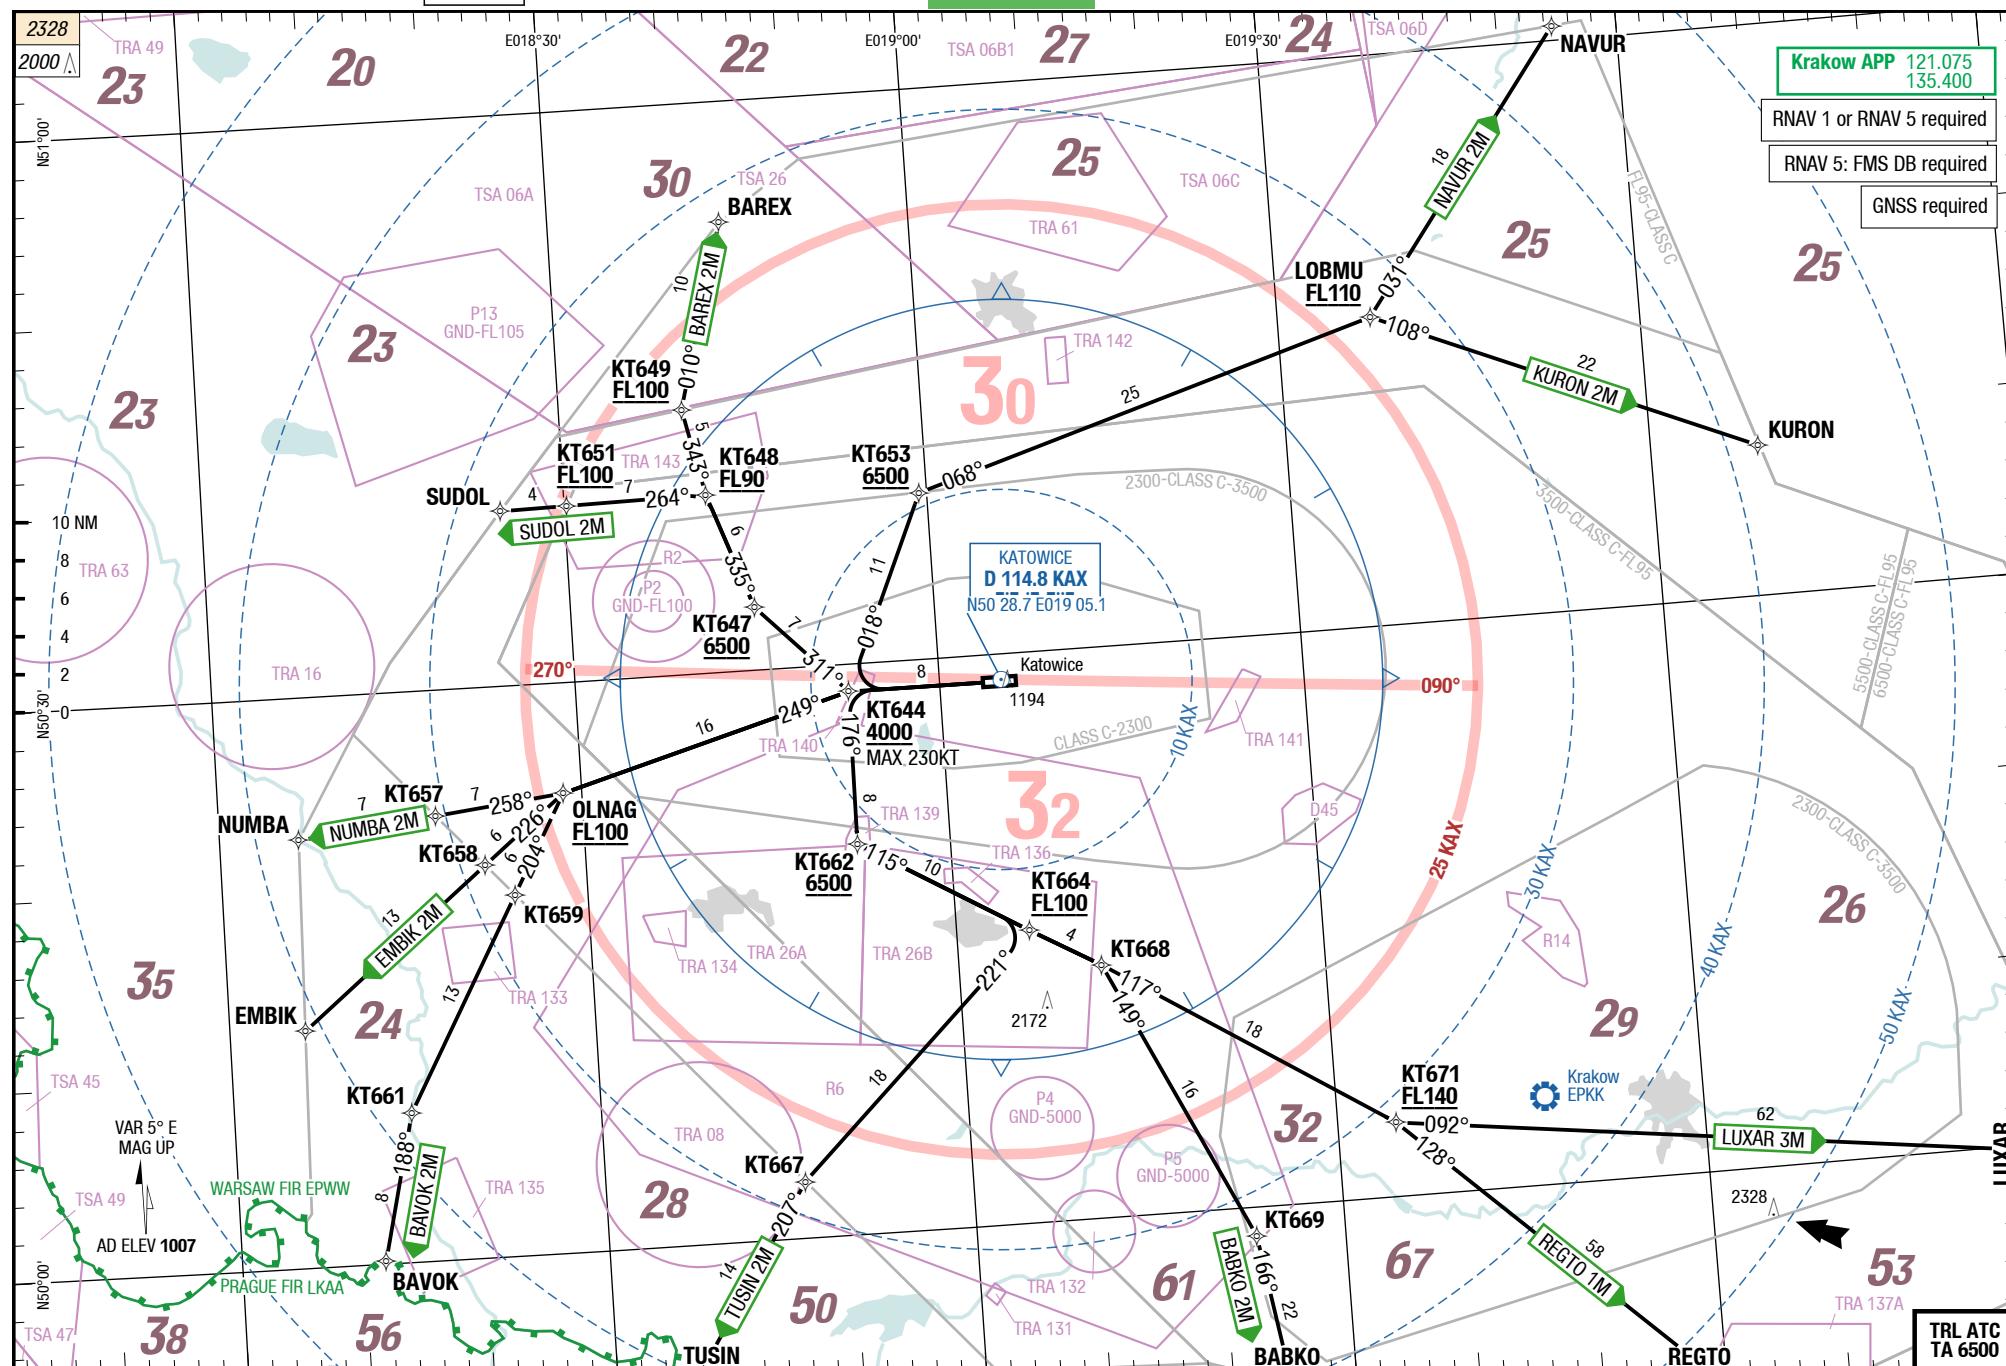 2328
2000
TRA 49
23
20
E018°30'
22
E019°00'
TSA 06B1
27
E019°30'
24
TSA 06D
NAVUR
Krakow APP 121.075
135.400
RNAV 1 or RNAV 5 required
RNAV 5: FMS DB required
GNSS required
N51°00'
TSA 06A
30
TSA 26
BAREX
25
TSA 06C
TRA 61
18
NAVUR 2M
FL95-CLASS C
25
25
10
BAREX 2M
P13
GND-FL105
23
23
LOBMU
FL110
031°
108°
22
KURON 2M
KURON
TRA 142
30
25
KT649
FL100
010°
5
343°
KT651
FL100
TRA 143
KT648
FL90
KT653
6500
068°
SUDOL
4
7
264°
SUDOL 2M
2300-CLASS C-3500
3500-CLASS C-FL95
10 NM
8
6
4
2
0
TRA 63
R2
P2
GND-FL100
6
335°
11
018°
KATOWICE
D 114.8 KAX
N50 28.7 E019 05.1
5500-CLASS C-FL95
6500-CLASS C-FL95
KT647
6500
7
311°
TRA 16
270°
8
Katowice
1194
090°
N50°30'
16
249°
KT644
4000
MAX 230KT
176°
TRA 140
CLASS C-2300
10 KAX
TRA 141
NUMBA
7
NUMBA 2M
KT657
7
258°
OLNAG
FL100
226°
6
204°
6
KT658
KT659
8
TRA 139
32
D45
2300-CLASS C-3500
25 KAX
30 KAX
40 KAX
50 KAX
KT662
6500
115°
10
TRA 136
KT664
FL100
4
KT668
26
13
EMBIK 2M
EMBIK
24
35
13
TRA 133
TRA 134
TRA 26A
TRA 26B
221°
2172
117°
149°
18
R14
29
TSA 45
KT661
188°
8
BAVOK 2M
BAVOK
R6
18
P4
GND-5000
16
KT671
FL140
092°
128°
Krakow
EPKK
62
LUXAR 3M
LUXAR
32
VAR 5° E
MAG UP
TRA 08
KT667
207°
P5
GND-5000
TSA 49
WARSAW FIR EPWW
AD ELEV 1007
PRAGUE FIR LKAA
TRA 135
28
KT669
166°
22
BABKO 2M
BABKO
2328
58
REGTO 1M
REGTO
67
53
TRA 137A
N50°00'
14
TUSIN 2M
TUSIN
50
TRA 132
TRA 131
61
TSA 47
38
56
TRL ATC
TA 6500